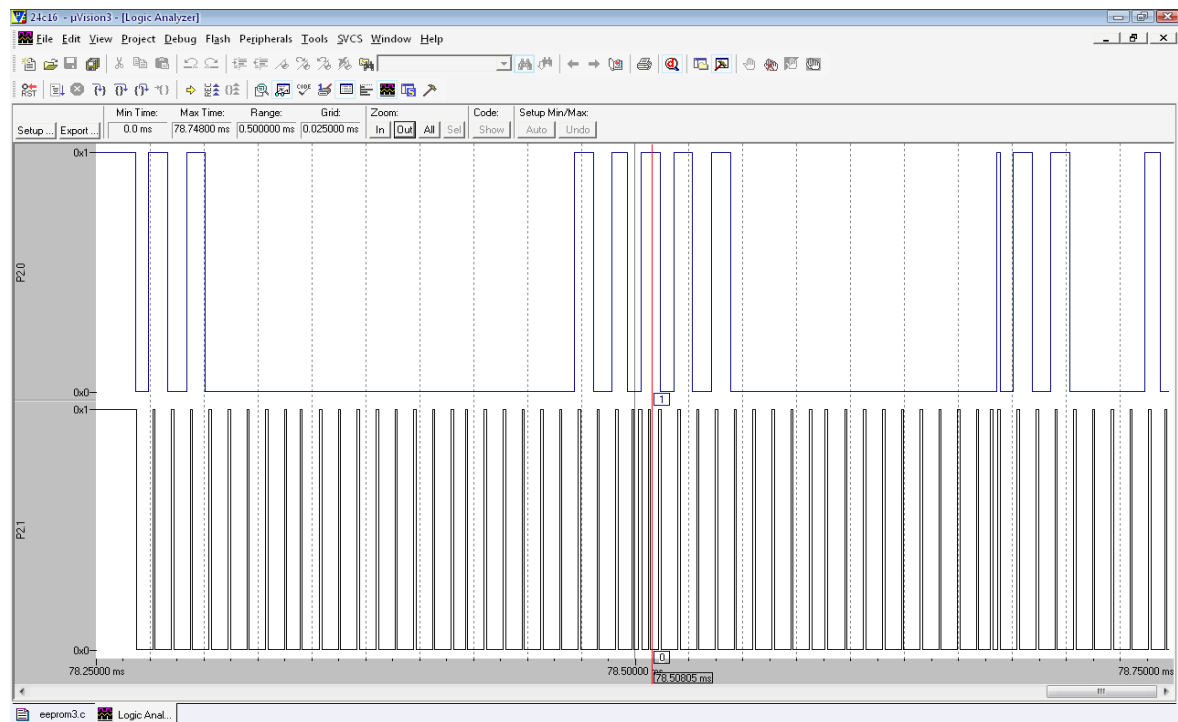 24c16 - µVision3 - [Logic Analyzer]
File Edit View Project Debug Flash Peripherals Tools SVCS Window Help
RST CODE
Min Time: Max Time: Range: Grid: Zoom: Code: Setup Min/Max:
Setup ... Export ... 0.0 ms 78.74800 ms 0.500000 ms 0.025000 ms In Out All Sel Show Auto Undo
0x1
P2.0
0x0
1
0x1
P2.1
0x0
0
78.25000 ms 78.50000 78.75000 ms
78.50805 ms
eeprom3.c Logic Anal...